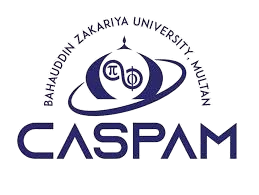 BAHAUDDIN ZAKARIYA UNIVERSITY, MULTAN
π φ
CASPAM